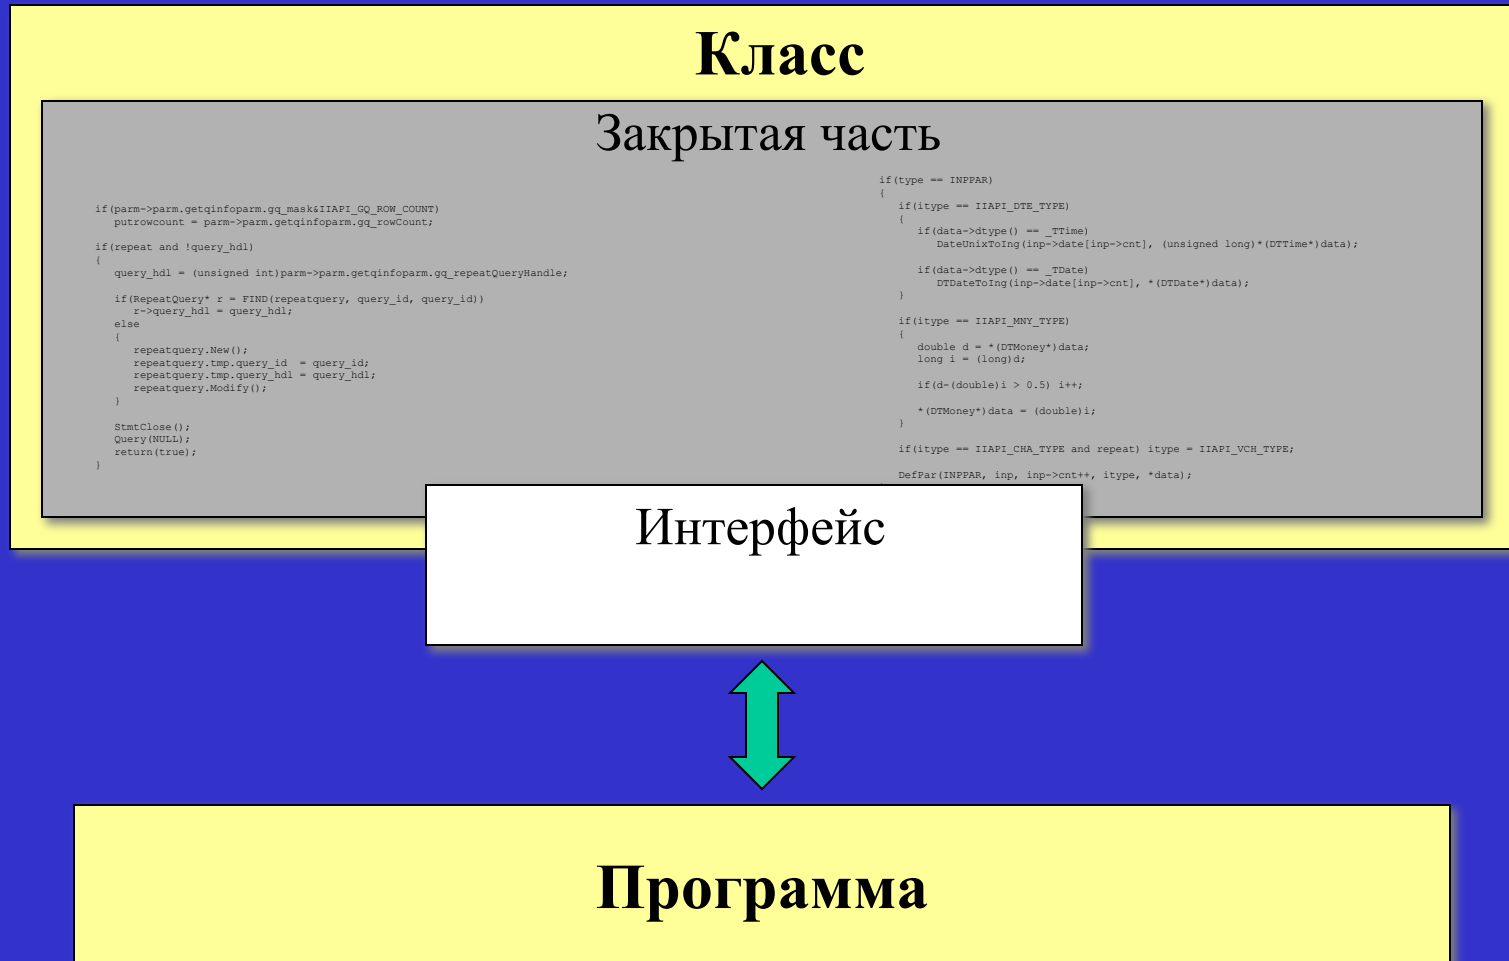 Класс
Закрытая часть
if(parm->parm.getqinfoparm.gq_mask&IIAPI_GQ_ROW_COUNT)
   putrowcount = parm->parm.getqinfoparm.gq_rowCount;
if(repeat and !query_hdl)
{
   query_hdl = (unsigned int)parm->parm.getqinfoparm.gq_repeatQueryHandle;
   if(RepeatQuery* r = FIND(repeatquery, query_id, query_id))
      r->query_hdl = query_hdl;
   else
   {
      repeatquery.New();
      repeatquery.tmp.query_id  = query_id;
      repeatquery.tmp.query_hdl = query_hdl;
      repeatquery.Modify();
   }
   StmtClose();
   Query(NULL);
   return(true);
}
if(type == INPPAR)
{
   if(itype == IIAPI_DTE_TYPE)
   {
      if(data->dtype() == _TTime)
         DateUnixToIng(inp->date[inp->cnt], (unsigned long)*(DTTime*)data);
      if(data->dtype() == _TDate)
         DTDateToIng(inp->date[inp->cnt], *(DTDate*)data);
   }
   if(itype == IIAPI_MNY_TYPE)
   {
      double d = *(DTMoney*)data;
      long i = (long)d;
      if(d-(double)i > 0.5) i++;
      *(DTMoney*)data = (double)i;
   }
   if(itype == IIAPI_CHA_TYPE and repeat) itype = IIAPI_VCH_TYPE;
   DefPar(INPPAR, inp, inp->cnt++, itype, *data);
Интерфейс
Программа